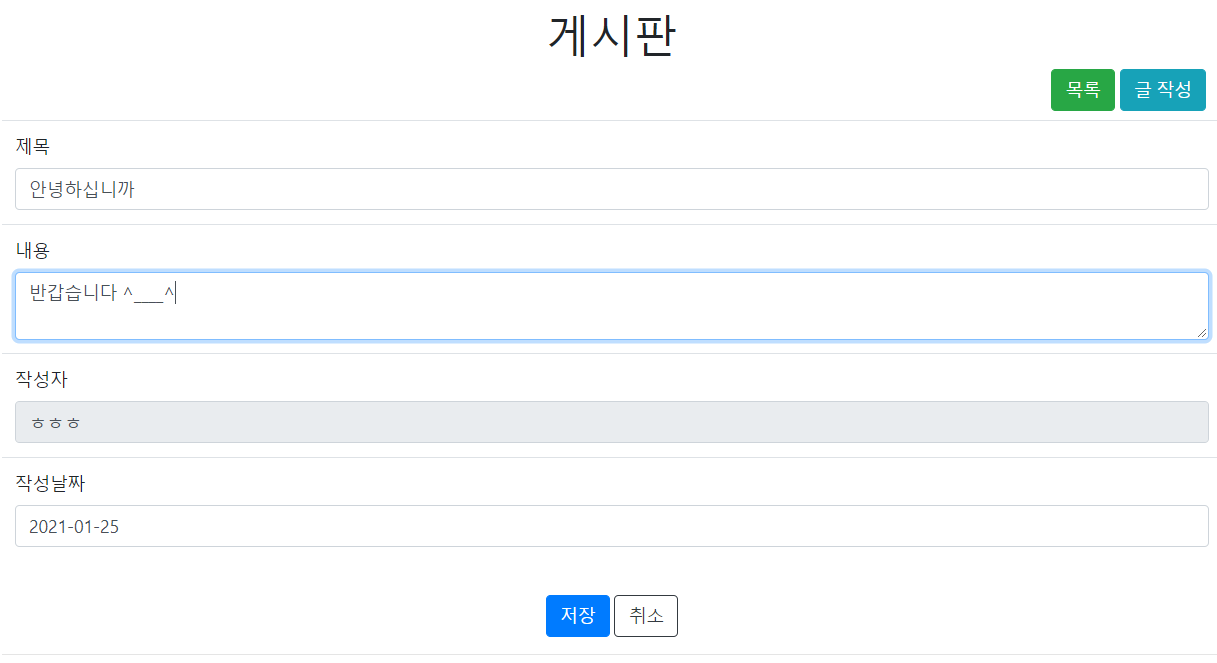 게시판
목록 글 작성
제목
안녕하십니까
내용
반갑습니다 ^___^
작성자
ㅎㅎㅎ
작성날짜
2021-01-25
저장 취소